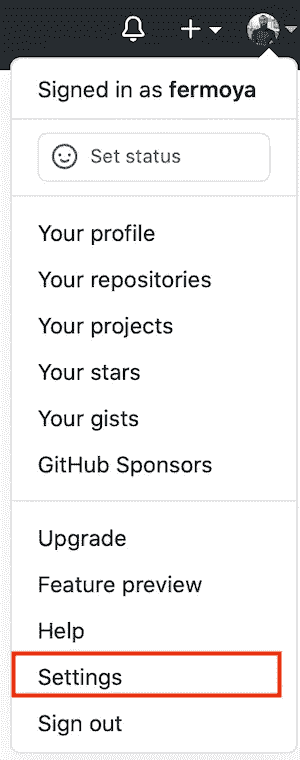 Signed in as fermoya
Set status
Your profile
Your repositories
Your projects
Your stars
Your gists
GitHub Sponsors
Upgrade
Feature preview
Help
Settings
Sign out